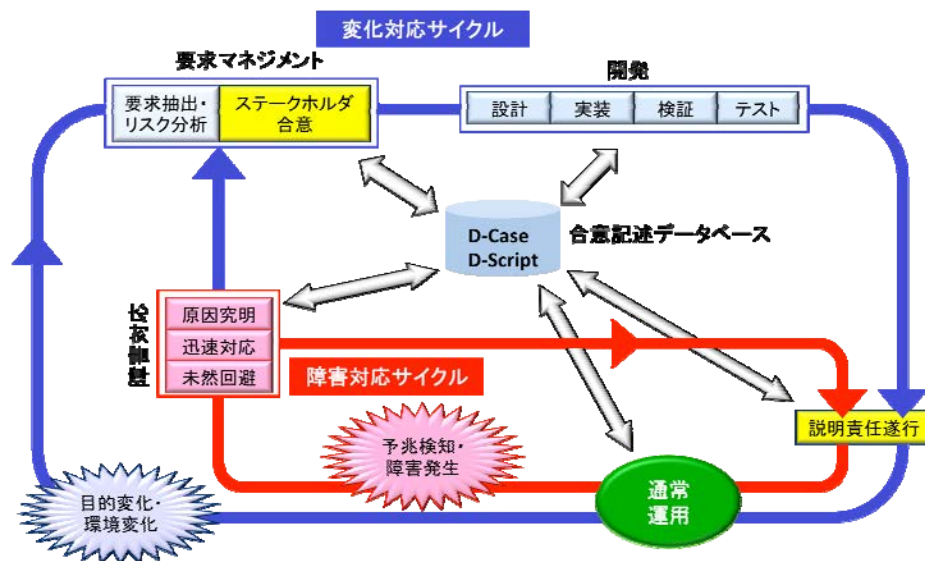 変化対応サイクル
要求マネジメント
開発
要求抽出・
リスク分析
ステークホルダ
合意
設計
実装
検証
テスト
D-Case
D-Script
合意記述データベース
障害対応
原因究明
迅速対応
未然回避
障害対応サイクル
説明責任遂行
予兆検知・
障害発生
通常
運用
目的変化・
環境変化